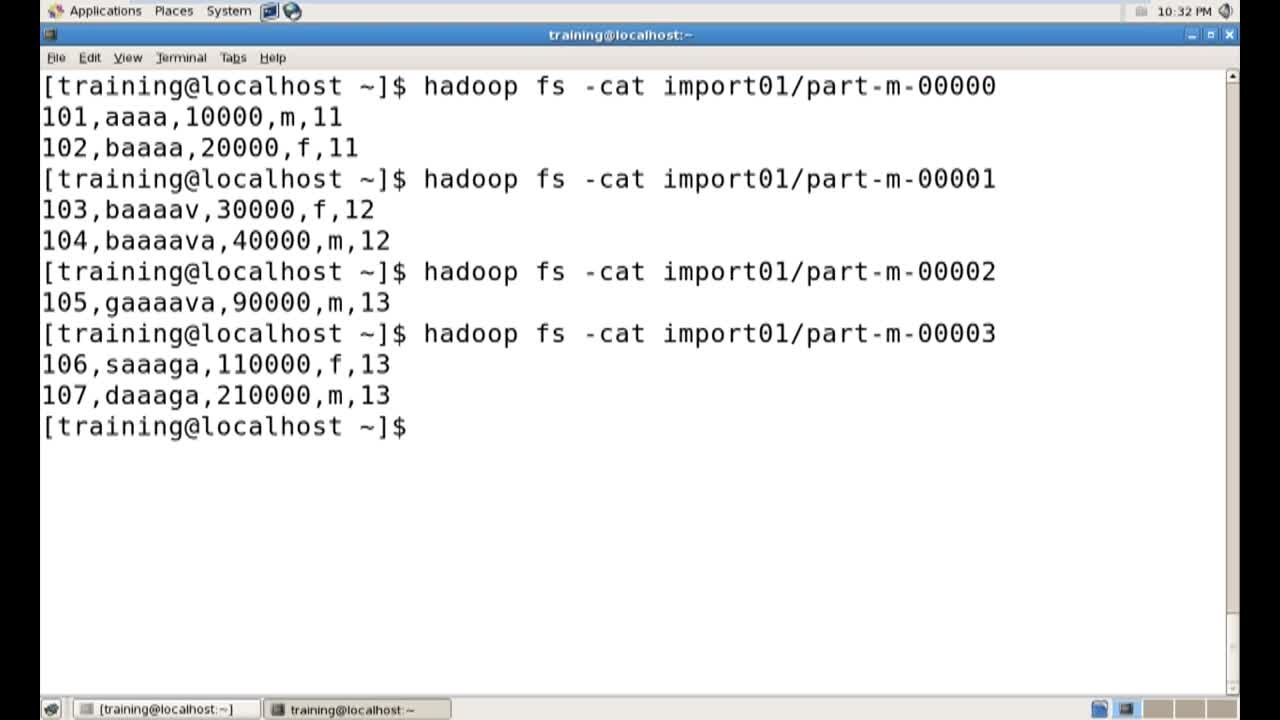 Applications Places System 10:32 PM
training@localhost:~
File Edit View Terminal Tabs Help
[training@localhost ~]$ hadoop fs -cat import01/part-m-00000
101,aaaa,10000,m,11
102,baaaa,20000,f,11
[training@localhost ~]$ hadoop fs -cat import01/part-m-00001
103,baaaav,30000,f,12
104,baaaava,40000,m,12
[training@localhost ~]$ hadoop fs -cat import01/part-m-00002
105,gaaaava,90000,m,13
[training@localhost ~]$ hadoop fs -cat import01/part-m-00003
106,saaaga,110000,f,13
107,daaaga,210000,m,13
[training@localhost ~]$
[training@localhost:~] training@localhost:~